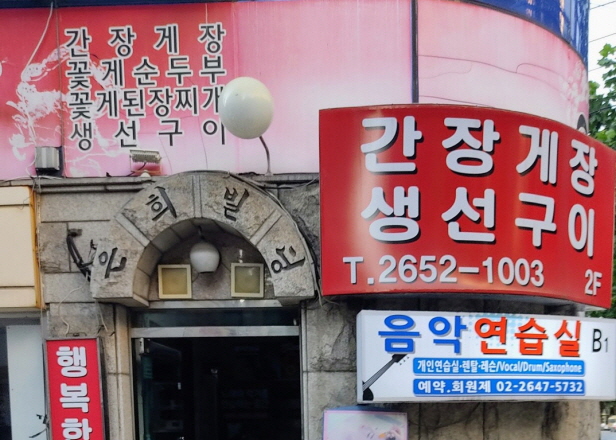 간장게장
꽃게순두부
꽃게된장찌개
생선구이
간장게장
생선구이
T.2652-1003 2F
음악연습실 B1
개인연습실·렌탈·레슨/Vocal/Drum/Saxophone
예약.회원제 02-2647-5732
행복한